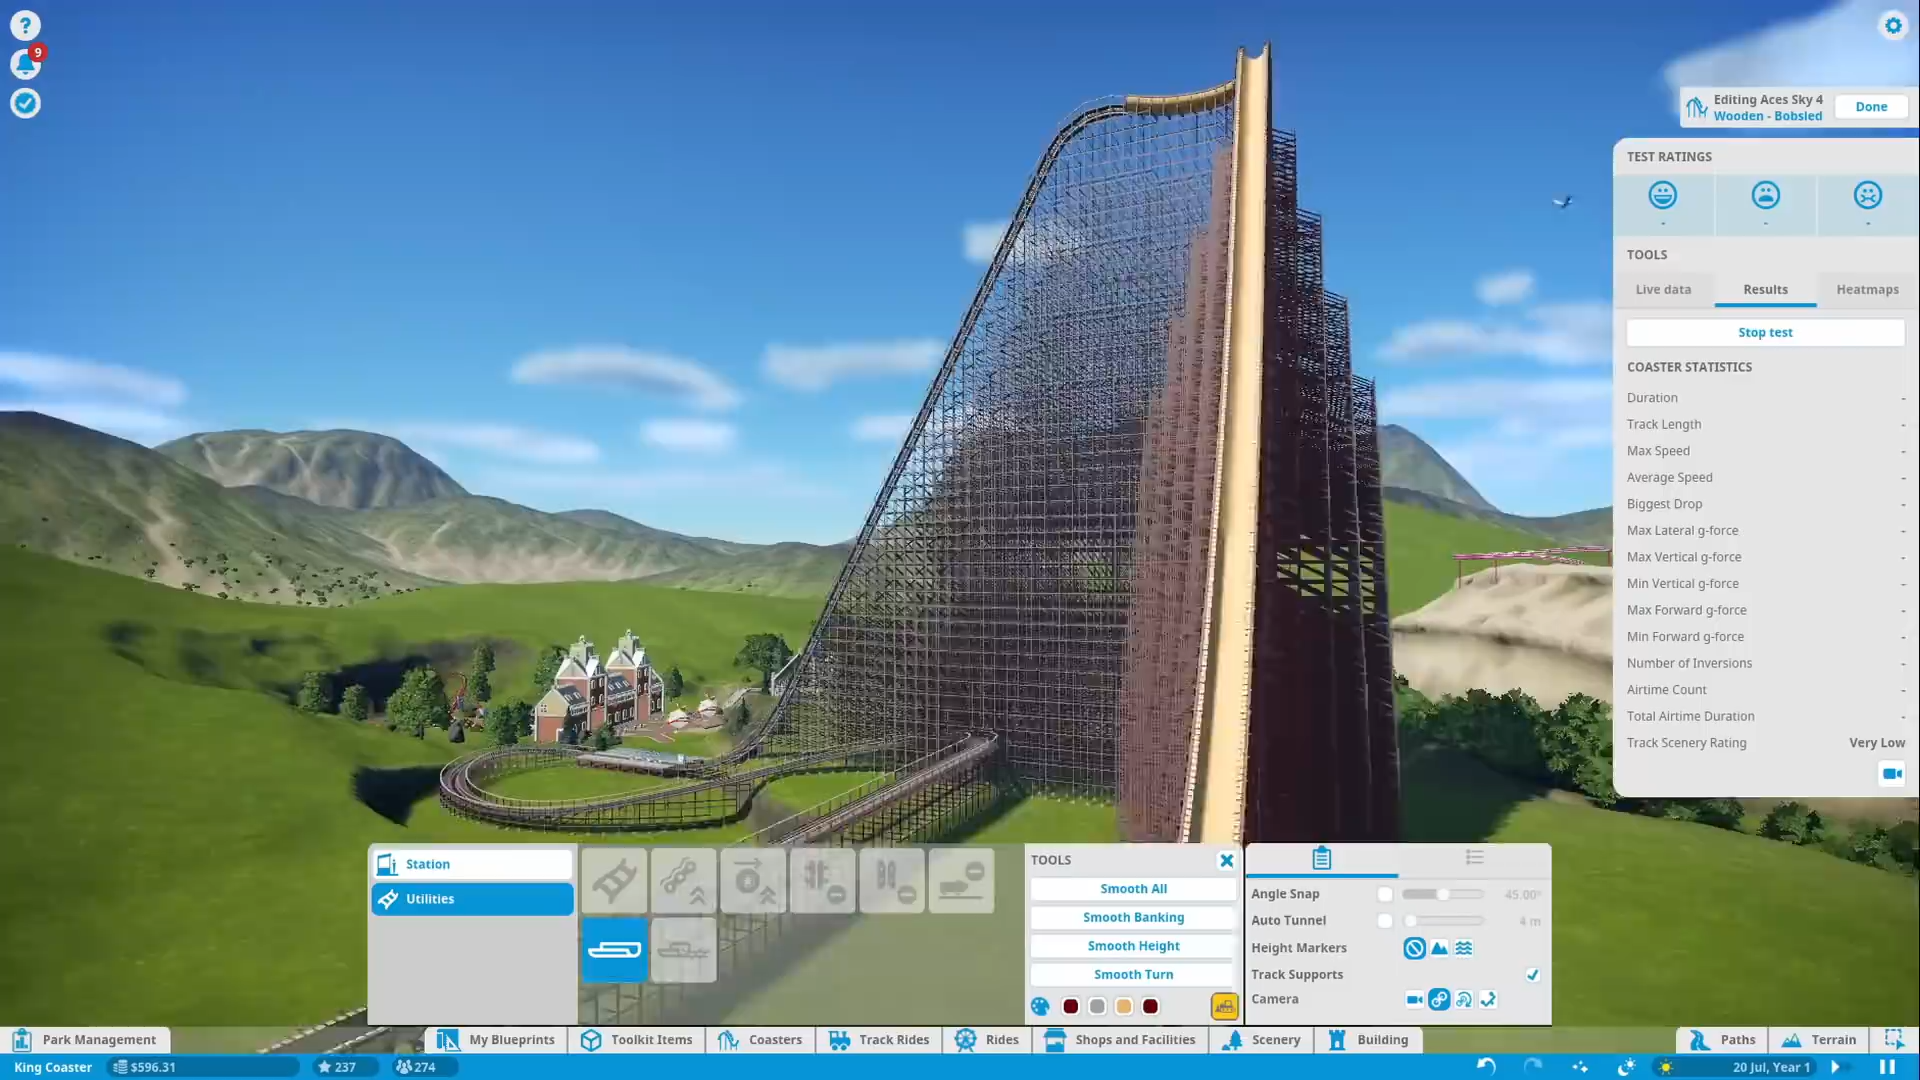 ?
9
Editing Aces Sky 4
Wooden - Bobsled
Done
TEST RATINGS
- - -
TOOLS
Live data Results Heatmaps
Stop test
COASTER STATISTICS
Duration -
Track Length -
Max Speed -
Average Speed -
Biggest Drop -
Max Lateral g-force -
Max Vertical g-force -
Min Vertical g-force -
Max Forward g-force -
Min Forward g-force -
Number of Inversions -
Airtime Count -
Total Airtime Duration -
Track Scenery Rating Very Low
Station
Utilities
TOOLS
Smooth All
Smooth Banking
Smooth Height
Smooth Turn
Angle Snap 45.00°
Auto Tunnel 4 m
Height Markers
Track Supports
Camera
Park Management My Blueprints Toolkit Items Coasters Track Rides Rides Shops and Facilities Scenery Building Paths Terrain
King Coaster $596.31 237 274 20 Jul, Year 1